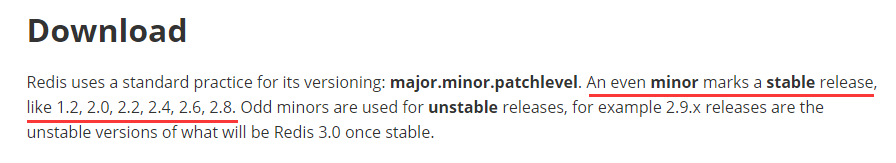 Download
Redis uses a standard practice for its versioning: major.minor.patchlevel. An even minor marks a stable release,
like 1.2, 2.0, 2.2, 2.4, 2.6, 2.8. Odd minors are used for unstable releases, for example 2.9.x releases are the
unstable versions of what will be Redis 3.0 once stable.